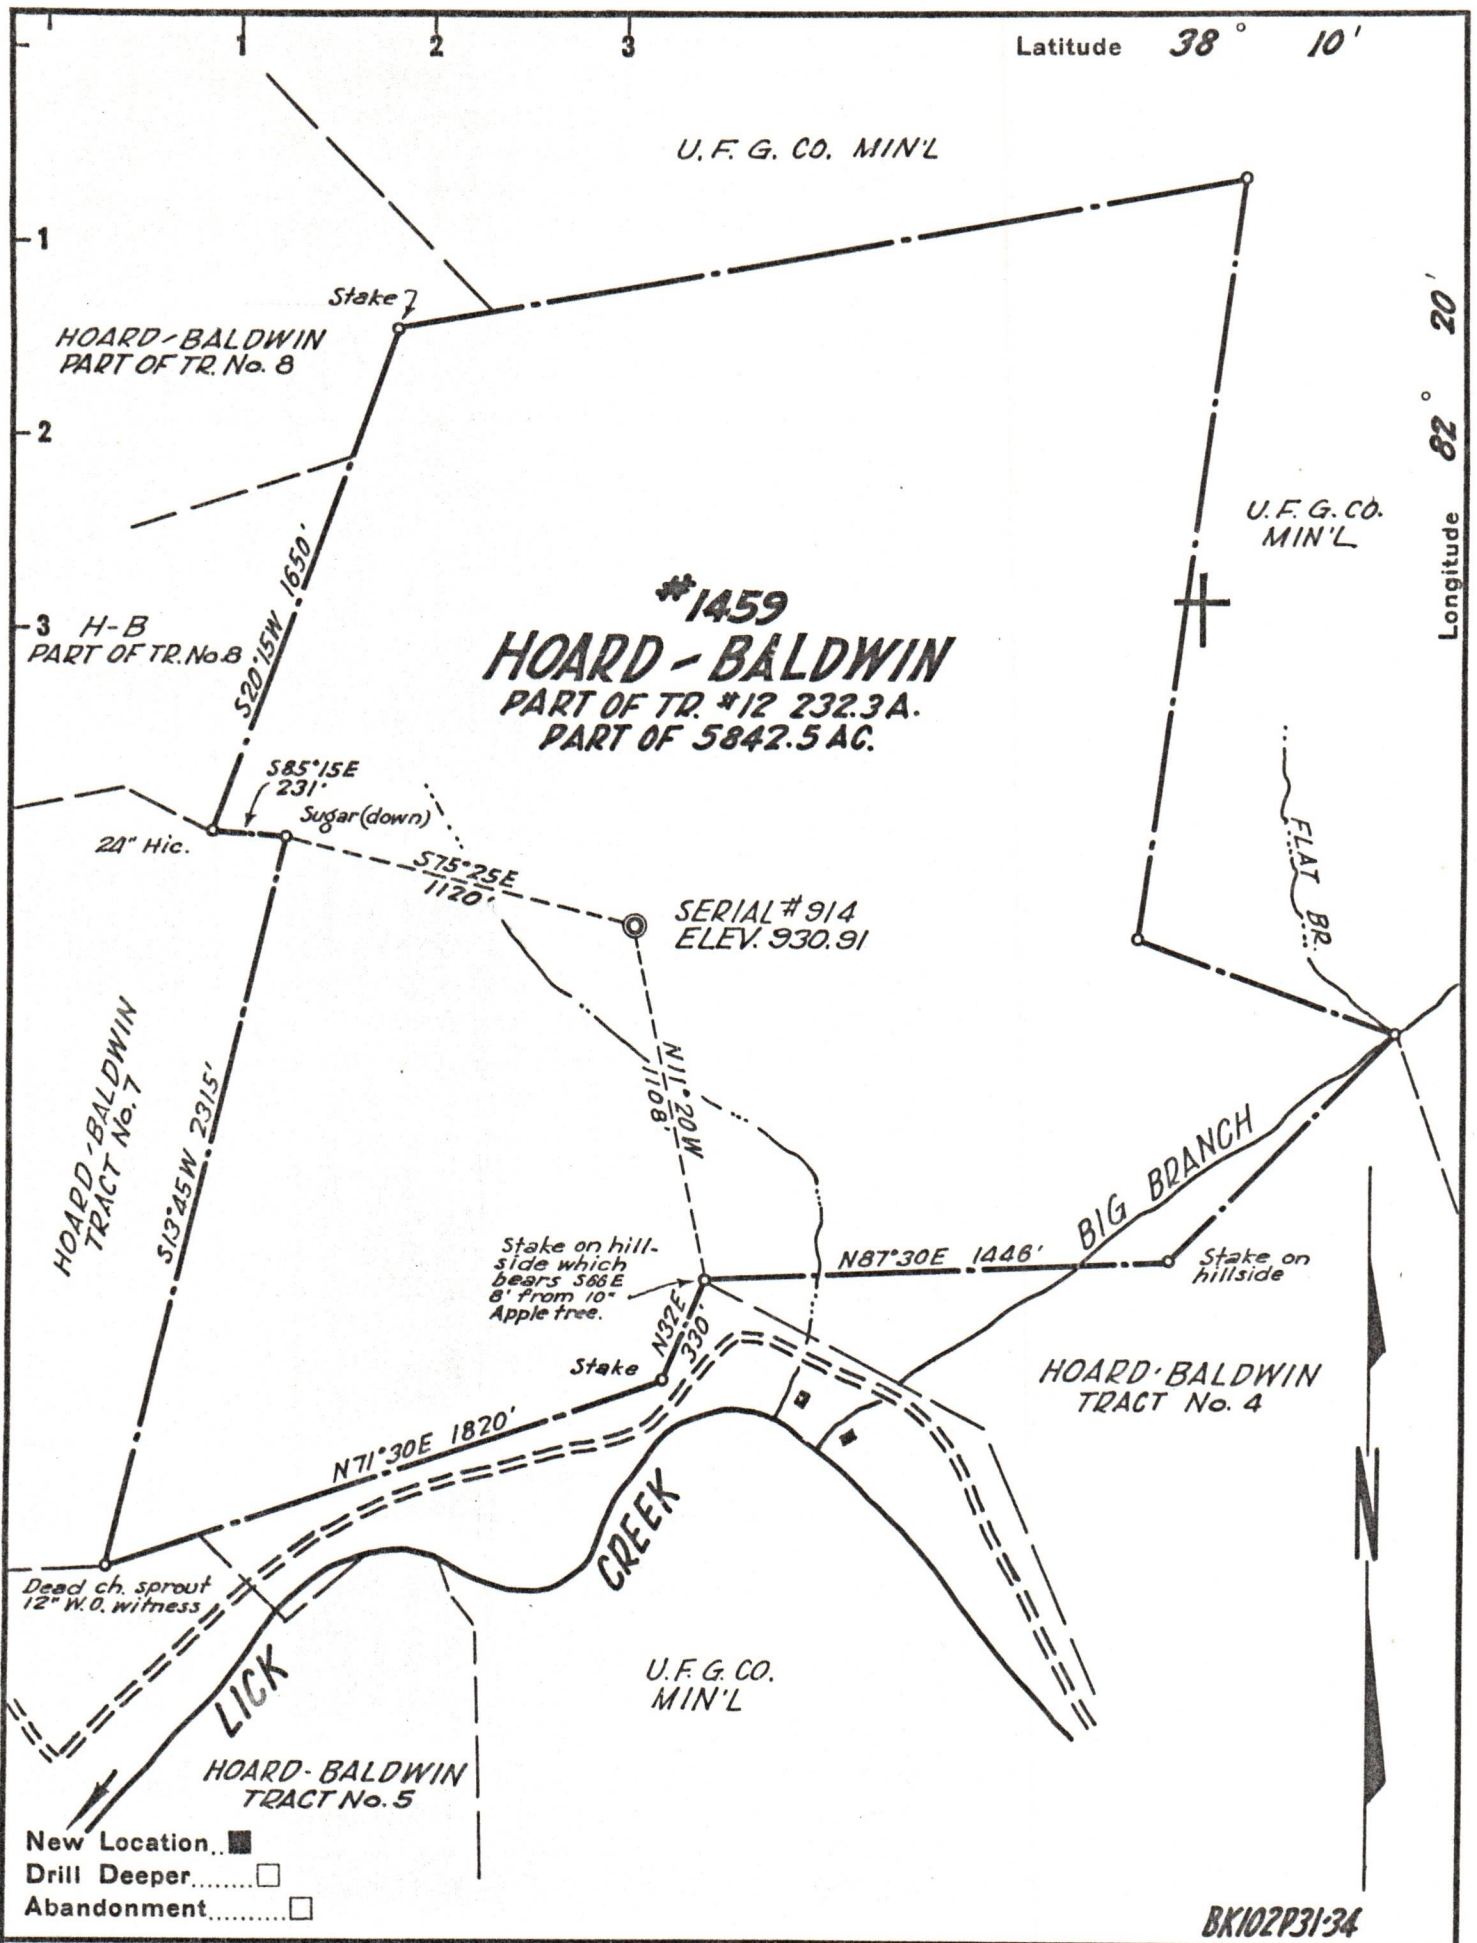 1
2
3
Latitude 38° 10'
U.F.G. CO. MIN'L
1
Stake
HOARD-BALDWIN
PART OF TR. No. 8
20'
82°
Longitude
2
U.F.G. CO.
MIN'L
S20°15W 1650'
#1459
3
H-B
PART OF TR. No. 8
HOARD - BALDWIN
PART OF TR. #12 232.3 A.
PART OF 5842.5 AC.
S85°15E
231'
Sugar (down)
24" Hic.
S75°25E
1120'
FLAT BR.
SERIAL # 914
ELEV. 930.91
HOARD-BALDWIN
TRACT No. 7
S13°45W 2315'
N11°20W
1108'
BIG BRANCH
Stake on hill-
side which
bears S66E
8' from 10"
Apple tree.
N87°30E 1446'
Stake on
hillside
N32E
330'
Stake
HOARD-BALDWIN
TRACT No. 4
N71°30E 1820'
N
CREEK
Dead ch. sprout
12" W.O. witness
LICK
U.F.G. CO.
MIN'L
HOARD-BALDWIN
TRACT No. 5
New Location..
Drill Deeper........
Abandonment..........
BK102P31-34